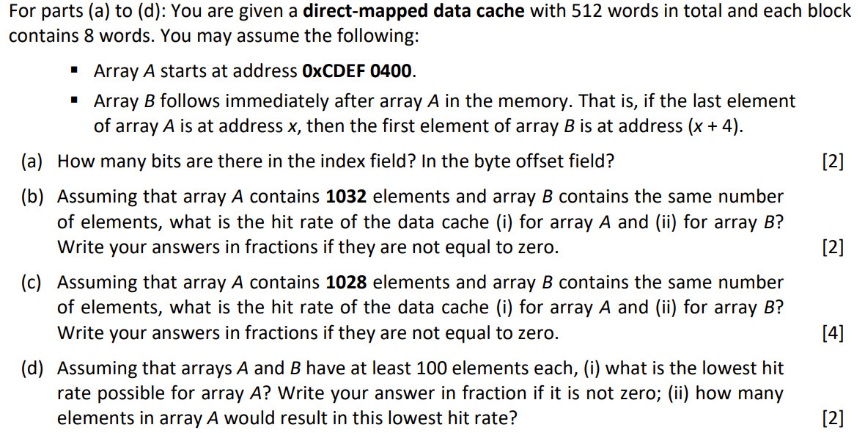 For parts (a) to (d): You are given a direct-mapped data cache with 512 words in total and each block
contains 8 words. You may assume the following:
▪ Array A starts at address 0xCDEF 0400.
▪ Array B follows immediately after array A in the memory. That is, if the last element
of array A is at address x, then the first element of array B is at address (x + 4).
(a) How many bits are there in the index field? In the byte offset field? [2]
(b) Assuming that array A contains 1032 elements and array B contains the same number
of elements, what is the hit rate of the data cache (i) for array A and (ii) for array B?
Write your answers in fractions if they are not equal to zero. [2]
(c) Assuming that array A contains 1028 elements and array B contains the same number
of elements, what is the hit rate of the data cache (i) for array A and (ii) for array B?
Write your answers in fractions if they are not equal to zero. [4]
(d) Assuming that arrays A and B have at least 100 elements each, (i) what is the lowest hit
rate possible for array A? Write your answer in fraction if it is not zero; (ii) how many
elements in array A would result in this lowest hit rate? [2]